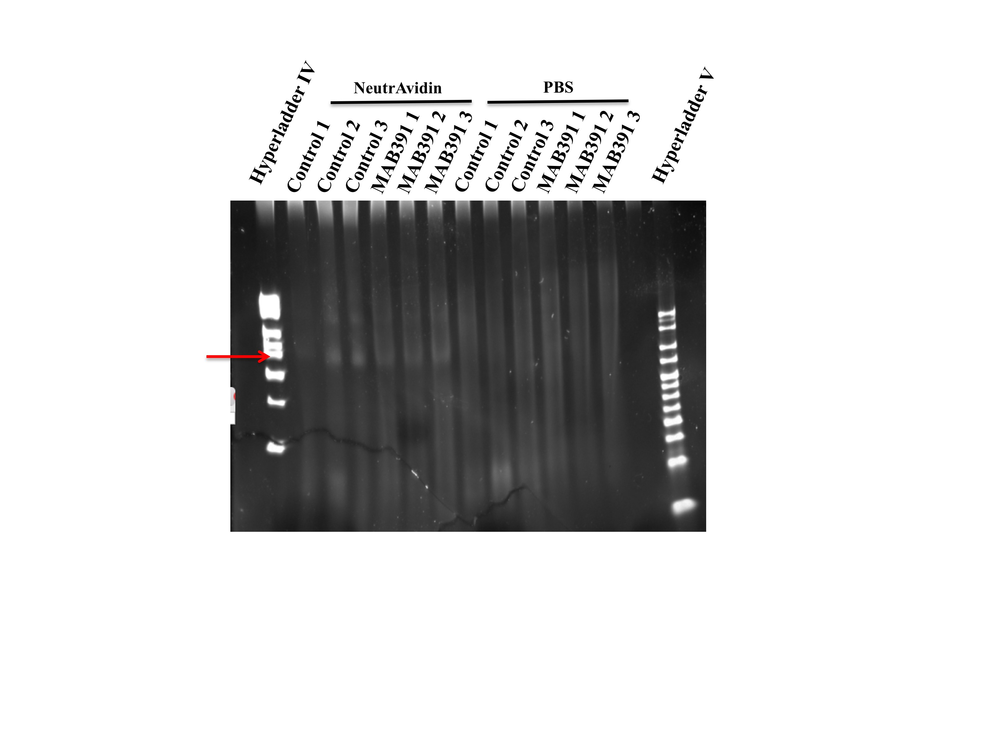 Hyperladder IV
NeutrAvidin
PBS
Hyperladder V
Control 1
Control 2
Control 3
MAB391 1
MAB391 2
MAB391 3
Control 1
Control 2
Control 3
MAB391 1
MAB391 2
MAB391 3